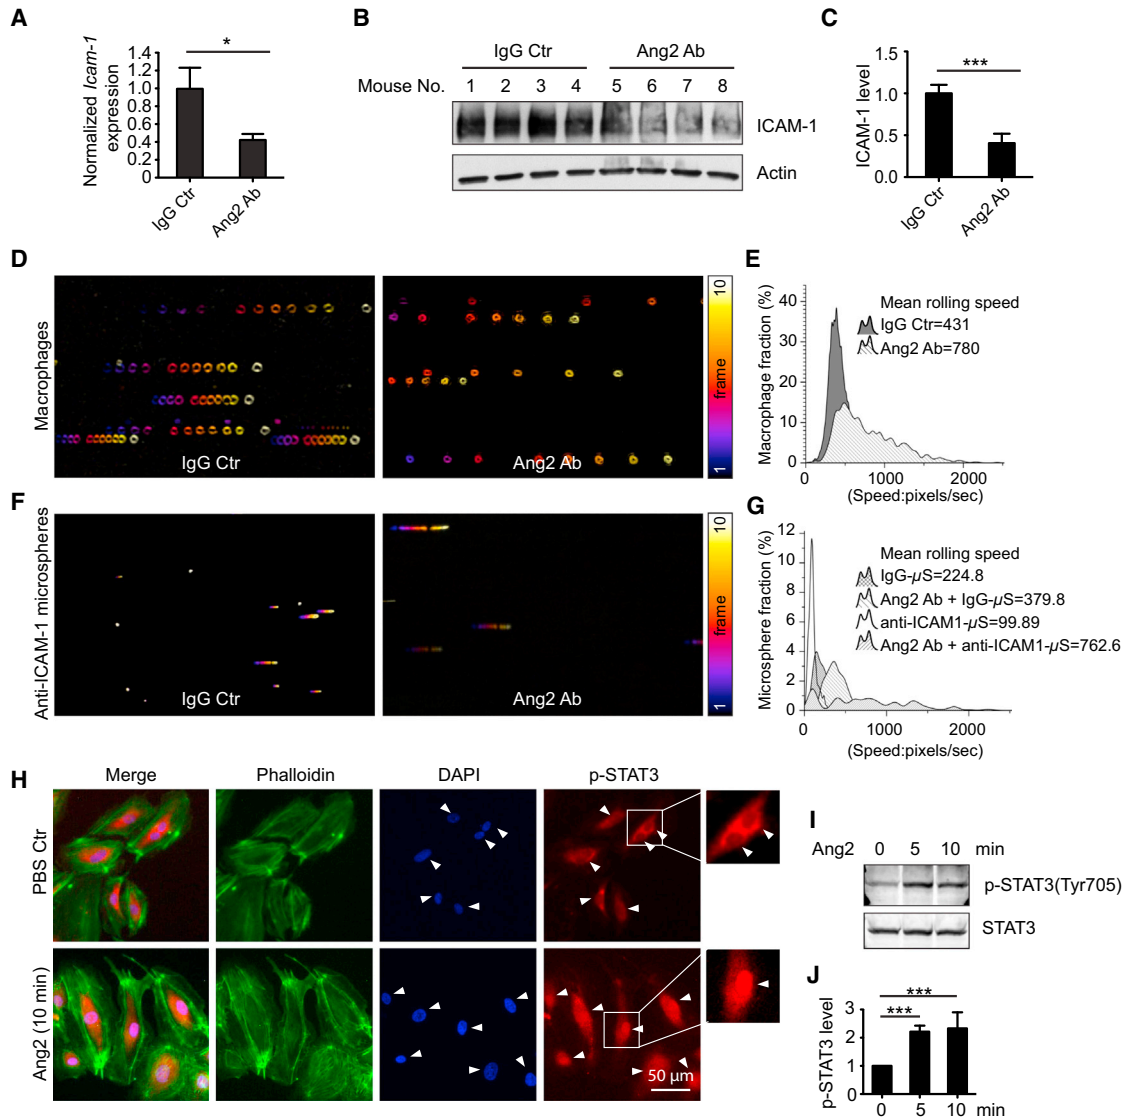 A
Normalized Icam-1
expression
1.4
1.2
1.0
0.8
0.6
0.4
0.2
0
*
IgG Ctr
Ang2 Ab
B
IgG Ctr Ang2 Ab
Mouse No. 1 2 3 4 5 6 7 8
ICAM-1
Actin
C
ICAM-1 level
1.5
1.0
0.5
0.0
***
IgG Ctr
Ang2 Ab
D
Macrophages
IgG Ctr
Ang2 Ab
10
frame
1
E
Macrophage fraction (%)
40
30
20
10
0
0 1000 2000
(Speed:pixels/sec)
Mean rolling speed
IgG Ctr=431
Ang2 Ab=780
F
Anti-ICAM-1 microspheres
IgG Ctr
Ang2 Ab
10
frame
1
G
Microsphere fraction (%)
12
10
8
6
4
2
0
0 1000 2000
(Speed:pixels/sec)
Mean rolling speed
IgG-µS=224.8
Ang2 Ab + IgG-µS=379.8
anti-ICAM1-µS=99.89
Ang2 Ab + anti-ICAM1-µS=762.6
H
Merge Phalloidin DAPI p-STAT3
PBS Ctr
Ang2 (10 min)
50 µm
I
Ang2 0 5 10 min
p-STAT3(Tyr705)
STAT3
J
p-STAT3 level
3
2
1
0
***
***
0 5 10 min